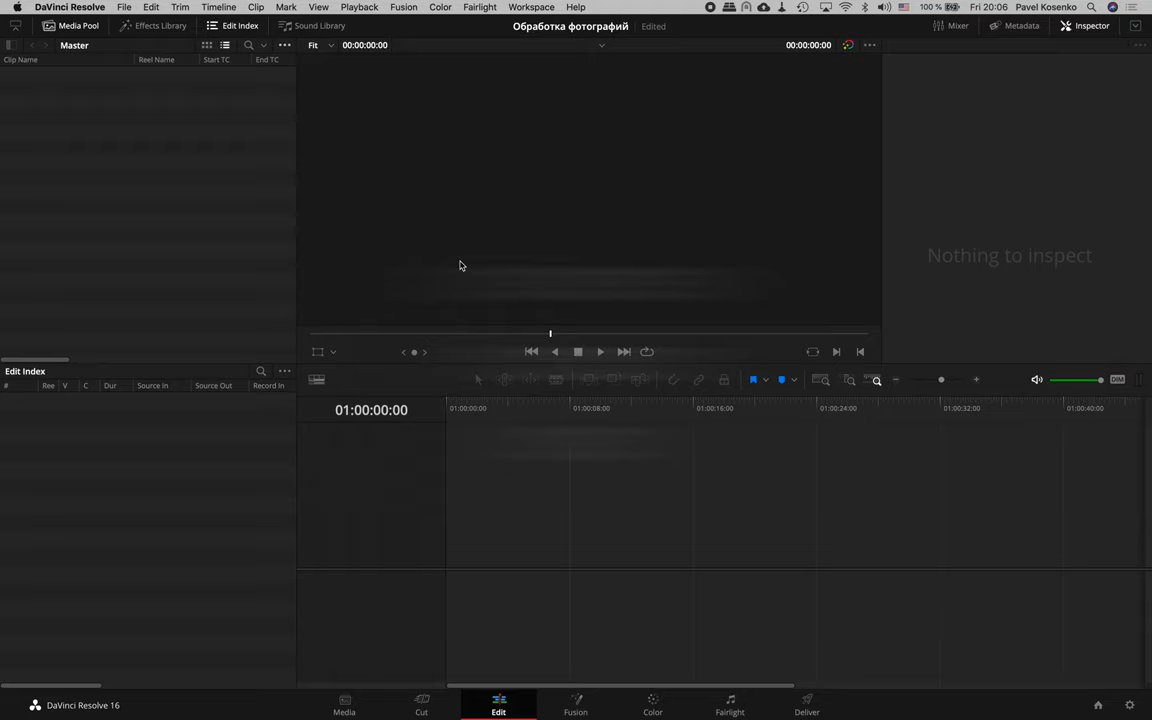 DaVinci Resolve File Edit Trim Timeline Clip Mark View Playback Fusion Color Fairlight Workspace Help 100 % Fri 20:06 Pavel Kosenko
Media Pool Effects Library Edit Index Sound Library Обработка фотографий Edited Mixer Metadata Inspector
Master Fit 00:00:00:00 00:00:00:00
Clip Name Reel Name Start TC End TC
Nothing to inspect
Edit Index
# Ree V C Dur Source In Source Out Record In
DIM
01:00:00:00 01:00:00:00 01:00:08:00 01:00:16:00 01:00:24:00 01:00:32:00 01:00:40:00
DaVinci Resolve 16 Media Cut Edit Fusion Color Fairlight Deliver